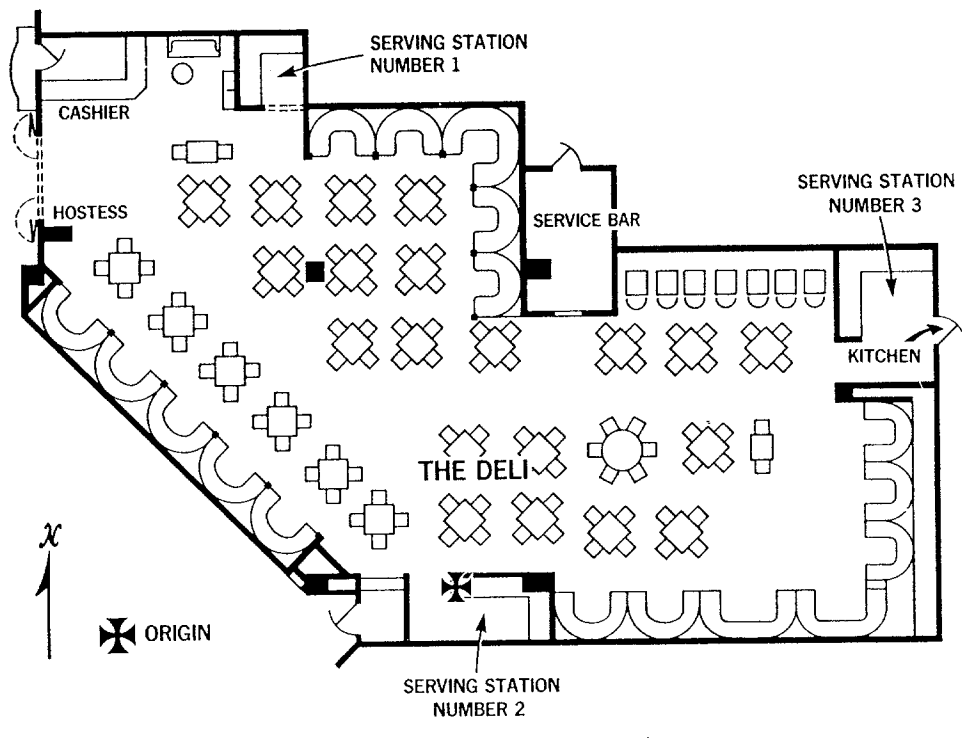 SERVING STATION
NUMBER 1
CASHIER
SERVING STATION
NUMBER 3
HOSTESS
SERVICE BAR
KITCHEN
THE DELI
N
ORIGIN
SERVING STATION
NUMBER 2